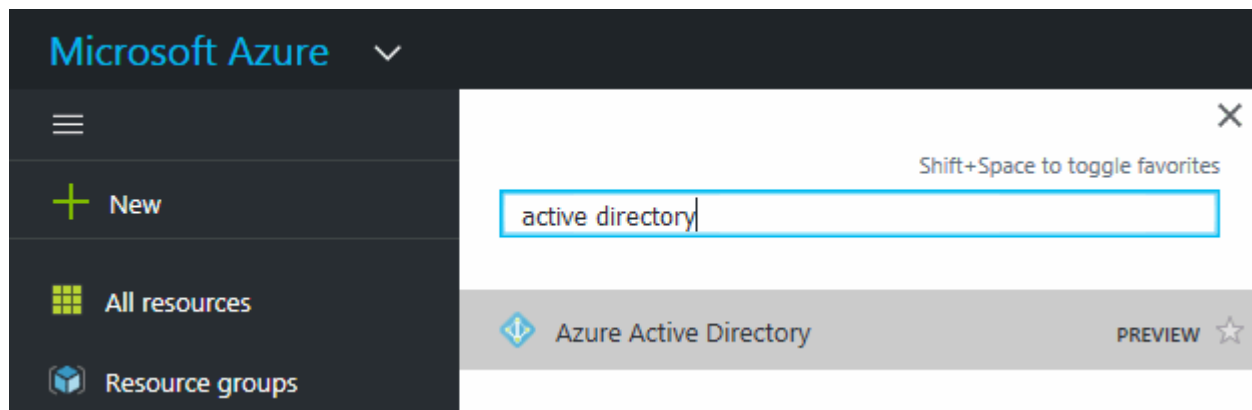 Microsoft Azure
Shift+Space to toggle favorites
New
active directory
All resources
Azure Active Directory PREVIEW
Resource groups